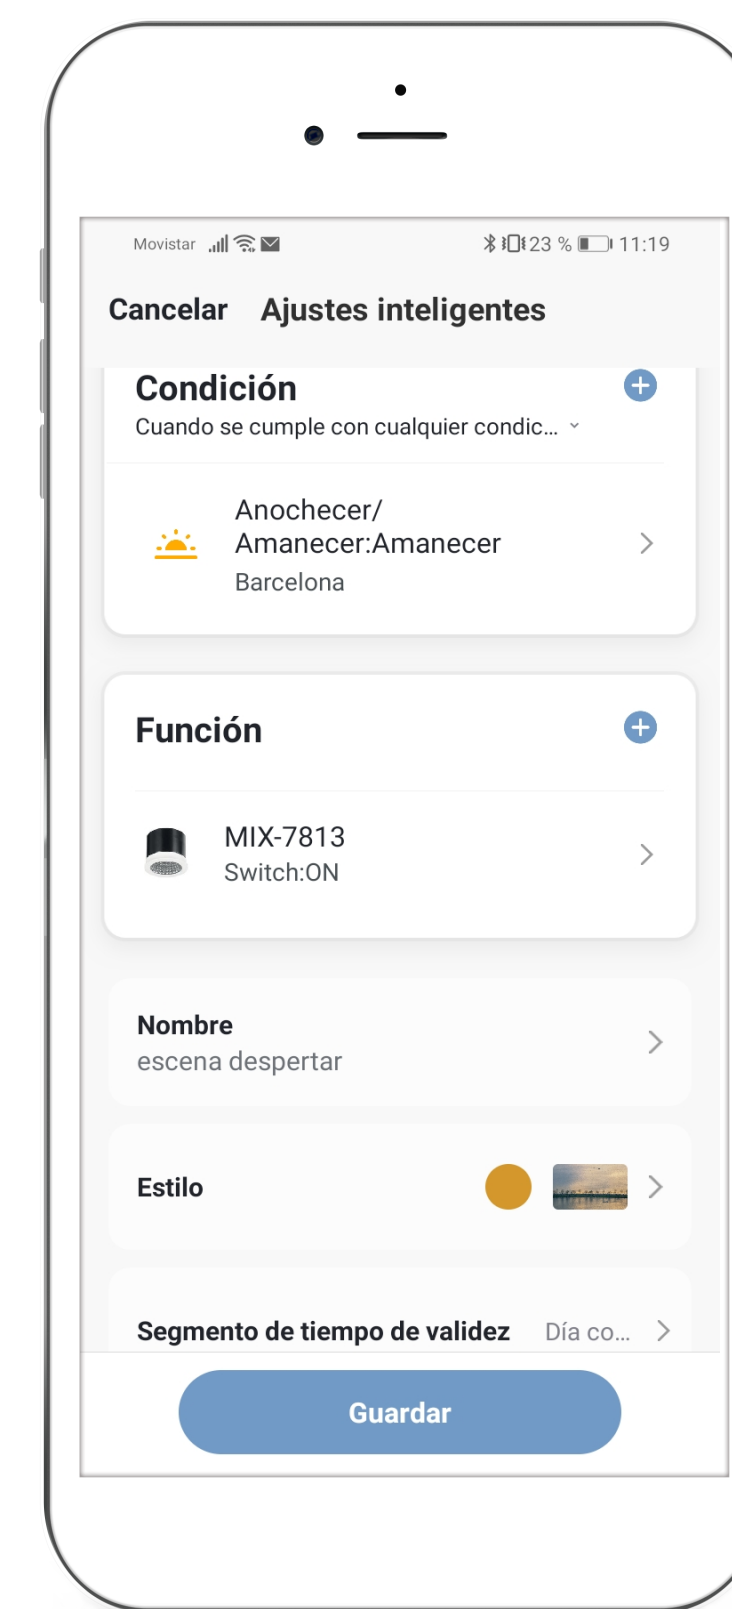 Movistar 23 % 11:19
Cancelar Ajustes inteligentes
Condición
Cuando se cumple con cualquier condic...
Anochecer/
Amanecer:Amanecer
Barcelona
Función
MIX-7813
Switch:ON
Nombre
escena despertar
Estilo
Segmento de tiempo de validez Día co...
Guardar